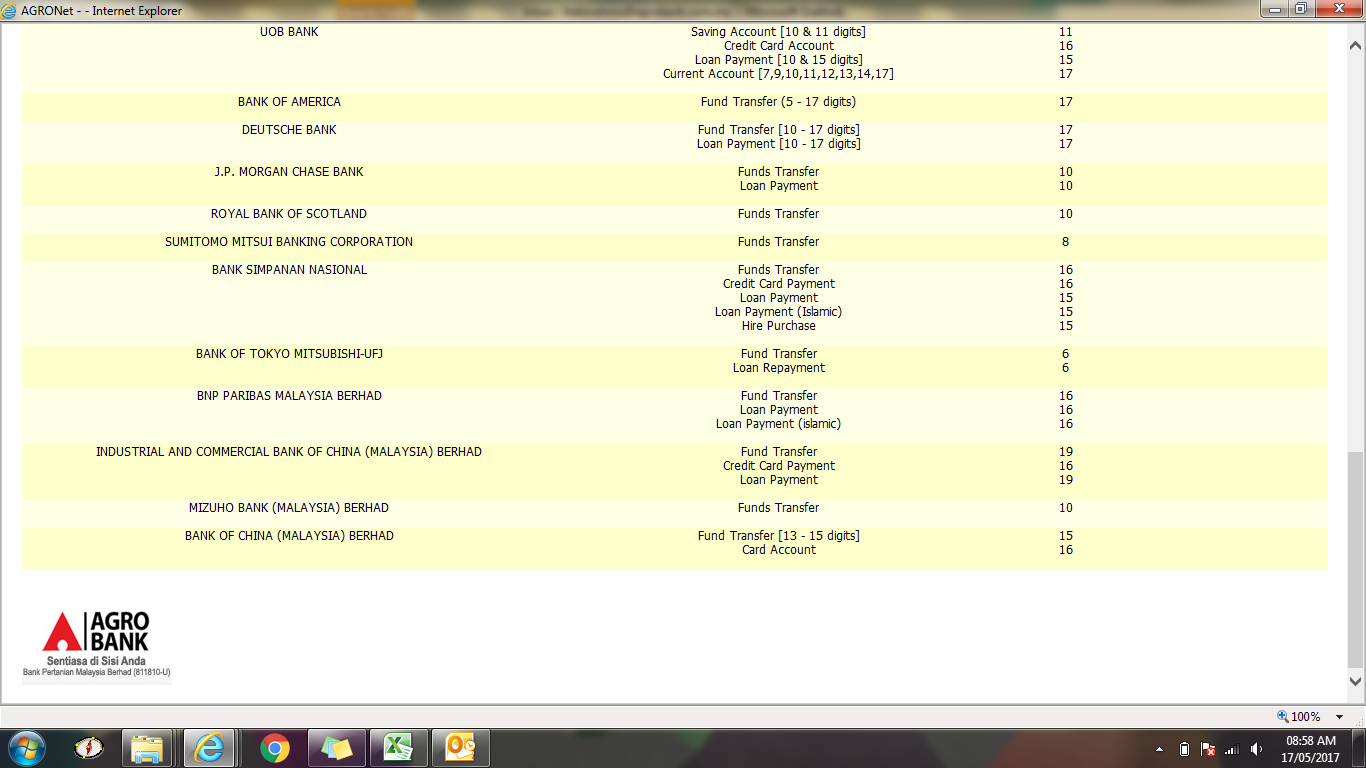 AGRONet - - Internet Explorer
UOB BANK Saving Account [10 & 11 digits] 11
Credit Card Account 16
Loan Payment [10 & 15 digits] 15
Current Account [7,9,10,11,12,13,14,17] 17
BANK OF AMERICA Fund Transfer (5 - 17 digits) 17
DEUTSCHE BANK Fund Transfer [10 - 17 digits] 17
Loan Payment [10 - 17 digits] 17
J.P. MORGAN CHASE BANK Funds Transfer 10
Loan Payment 10
ROYAL BANK OF SCOTLAND Funds Transfer 10
SUMITOMO MITSUI BANKING CORPORATION Funds Transfer 8
BANK SIMPANAN NASIONAL Funds Transfer 16
Credit Card Payment 16
Loan Payment 15
Loan Payment (Islamic) 15
Hire Purchase 15
BANK OF TOKYO MITSUBISHI-UFJ Fund Transfer 6
Loan Repayment 6
BNP PARIBAS MALAYSIA BERHAD Fund Transfer 16
Loan Payment 16
Loan Payment (islamic) 16
INDUSTRIAL AND COMMERCIAL BANK OF CHINA (MALAYSIA) BERHAD Fund Transfer 19
Credit Card Payment 16
Loan Payment 19
MIZUHO BANK (MALAYSIA) BERHAD Funds Transfer 10
BANK OF CHINA (MALAYSIA) BERHAD Fund Transfer [13 - 15 digits] 15
Card Account 16
AGRO
BANK
Sentiasa di Sisi Anda
Bank Pertanian Malaysia Berhad (811810-U)
100%
08:58 AM
17/05/2017